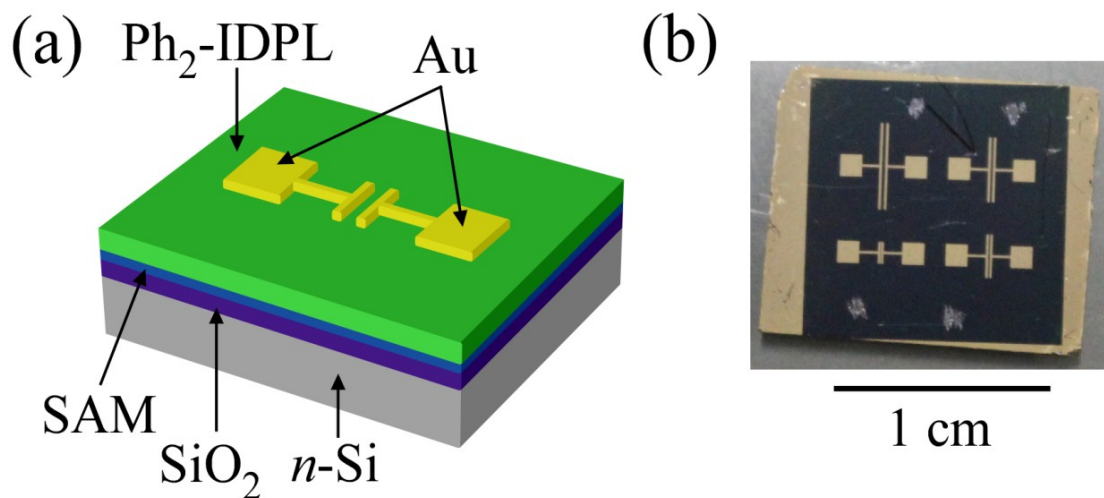 (a)
Ph₂-IDPL
Au
SAM
SiO₂
n-Si
(b)
1 cm